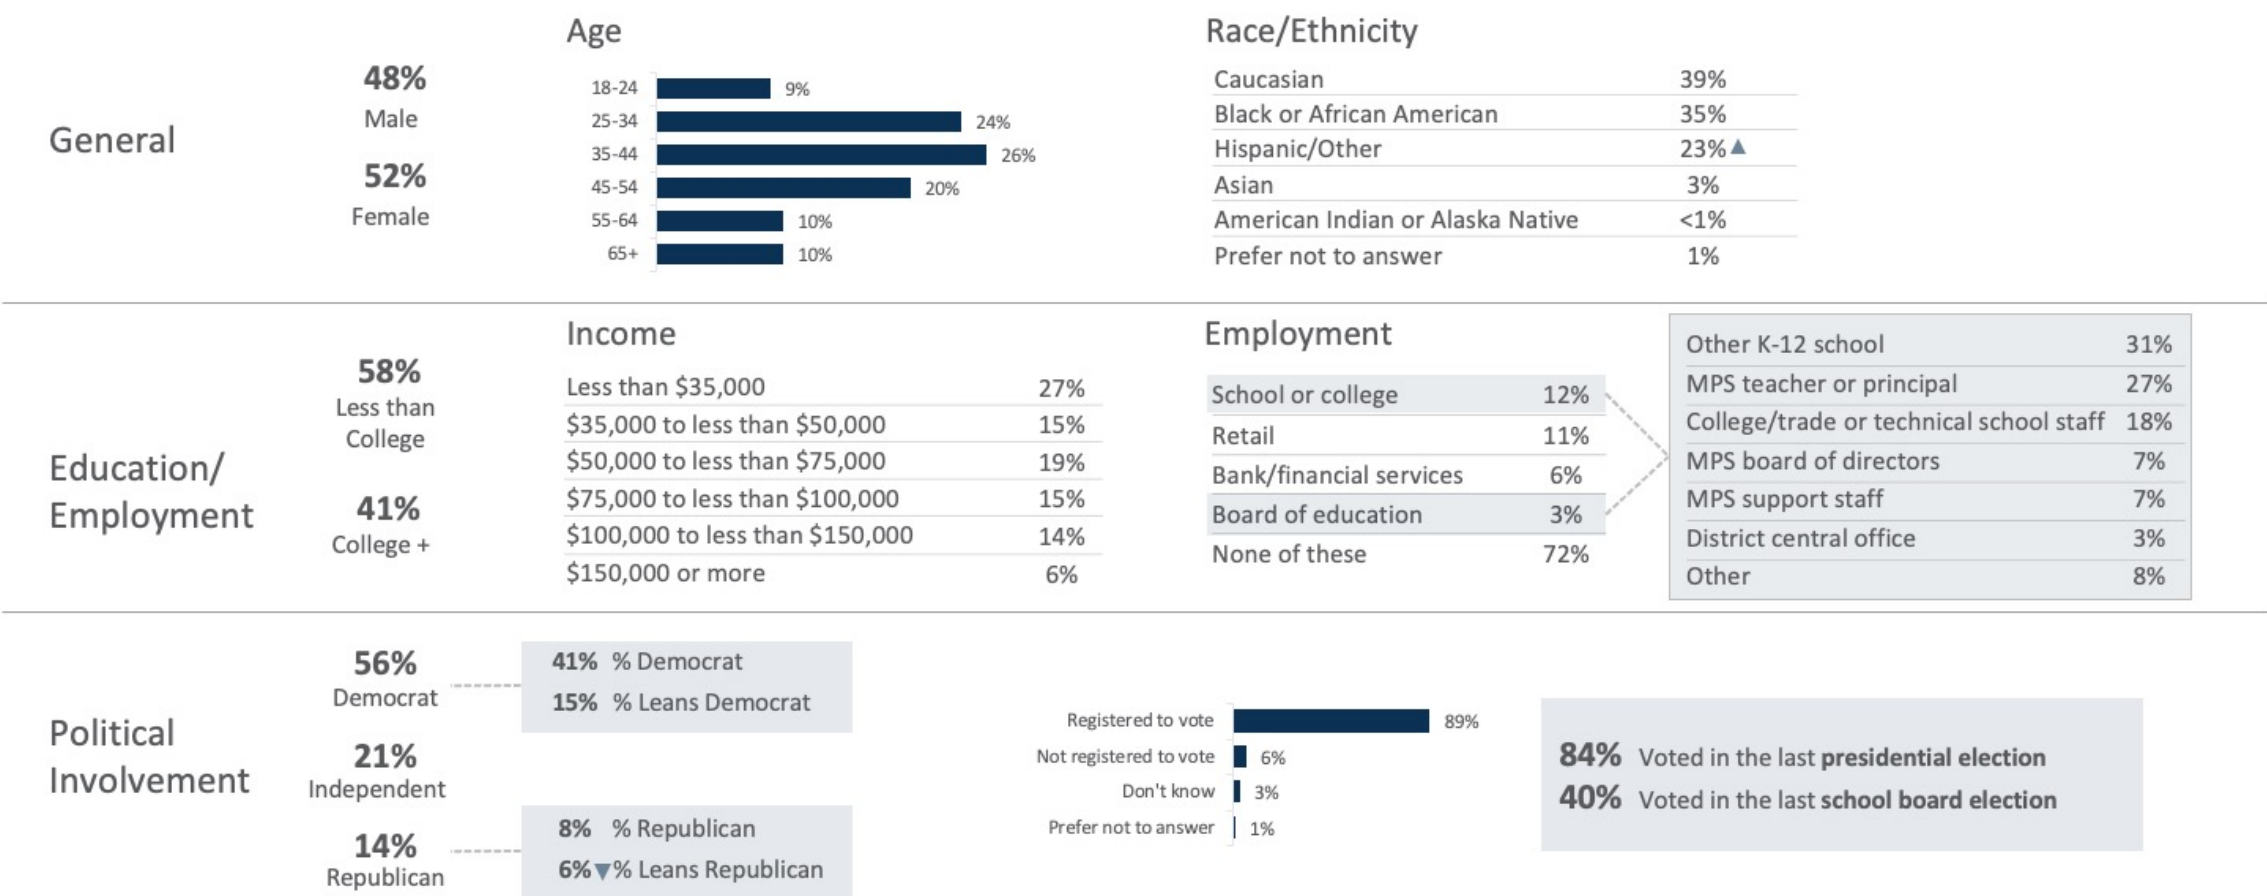 General
48%
Male
52%
Female
Age
18-24 9%
25-34 24%
35-44 26%
45-54 20%
55-64 10%
65+ 10%
Race/Ethnicity
Caucasian 39%
Black or African American 35%
Hispanic/Other 23% ▲
Asian 3%
American Indian or Alaska Native <1%
Prefer not to answer 1%
Education/
Employment
58%
Less than
College
41%
College +
Income
Less than $35,000 27%
$35,000 to less than $50,000 15%
$50,000 to less than $75,000 19%
$75,000 to less than $100,000 15%
$100,000 to less than $150,000 14%
$150,000 or more 6%
Employment
School or college 12%
Retail 11%
Bank/financial services 6%
Board of education 3%
None of these 72%
Other K-12 school 31%
MPS teacher or principal 27%
College/trade or technical school staff 18%
MPS board of directors 7%
MPS support staff 7%
District central office 3%
Other 8%
Political
Involvement
56%
Democrat
41% % Democrat
15% % Leans Democrat
21%
Independent
14%
Republican
8% % Republican
6% ▼ % Leans Republican
Registered to vote 89%
Not registered to vote 6%
Don't know 3%
Prefer not to answer 1%
84% Voted in the last presidential election
40% Voted in the last school board election